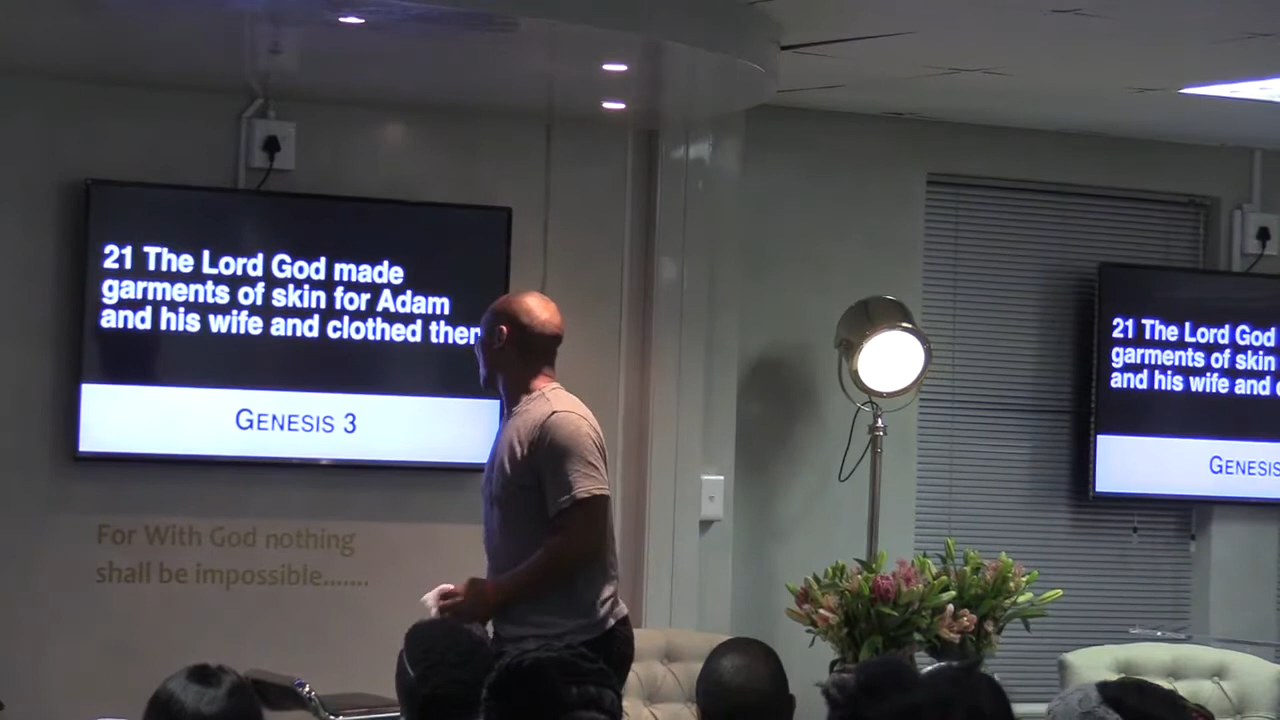 21 The Lord God made
garments of skin for Adam
and his wife and clothed
GENESIS 3
For With God nothing
shall be impossible.......
21 The Lord God
garments of skin
and his wife and
GENESIS